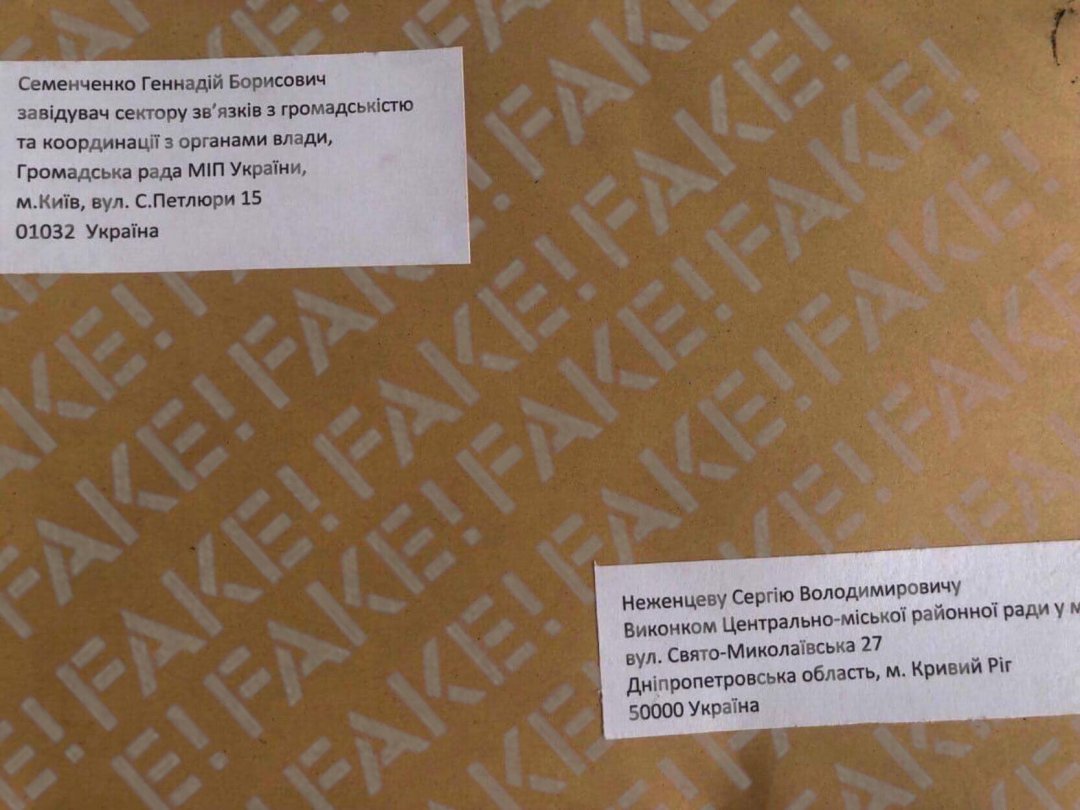 Семенченко Геннадій Борисович
завідувач сектору зв’язків з громадськістю
та координації з органами влади,
Громадська рада МІП України,
м.Київ, вул. С.Петлюри 15
01032 Україна
FAKE!
Неженцеву Сергію Володимировичу
Виконком Центрально-міської районної ради у м
вул. Свято-Миколаївська 27
Дніпропетровська область, м. Кривий Ріг
50000 Україна